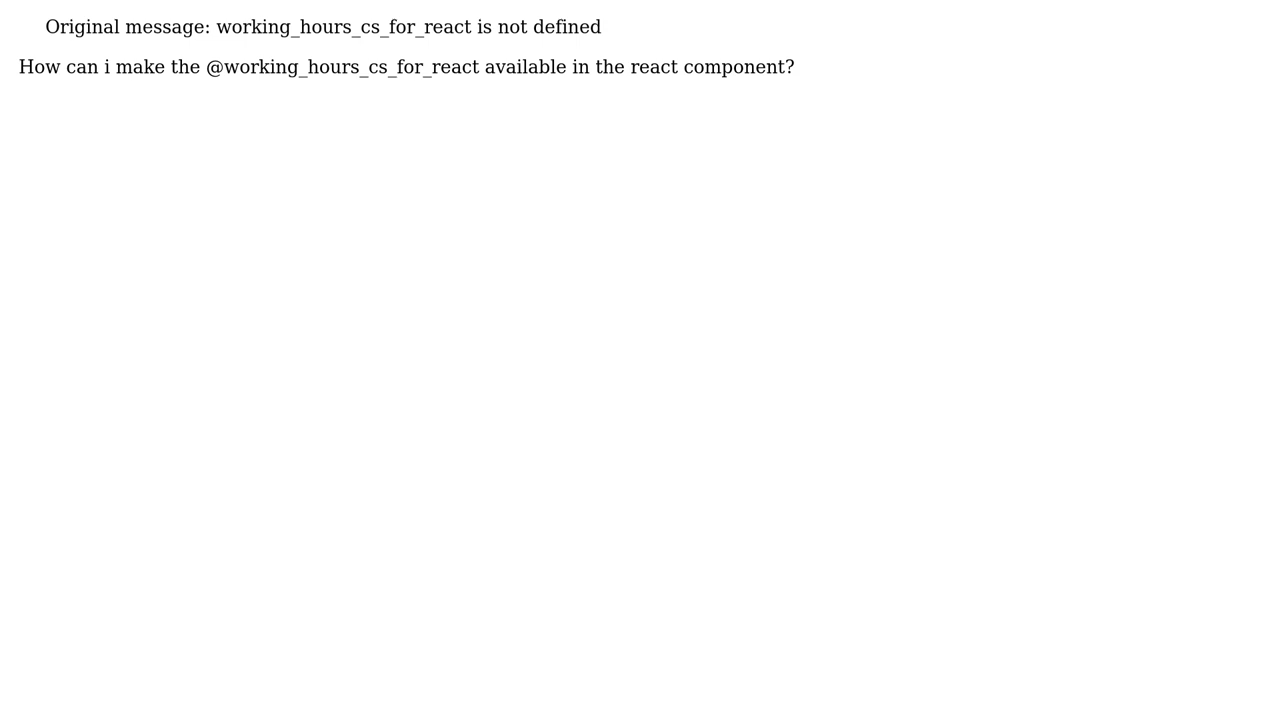 Original message: working_hours_cs_for_react is not defined
How can i make the @working_hours_cs_for_react available in the react component?